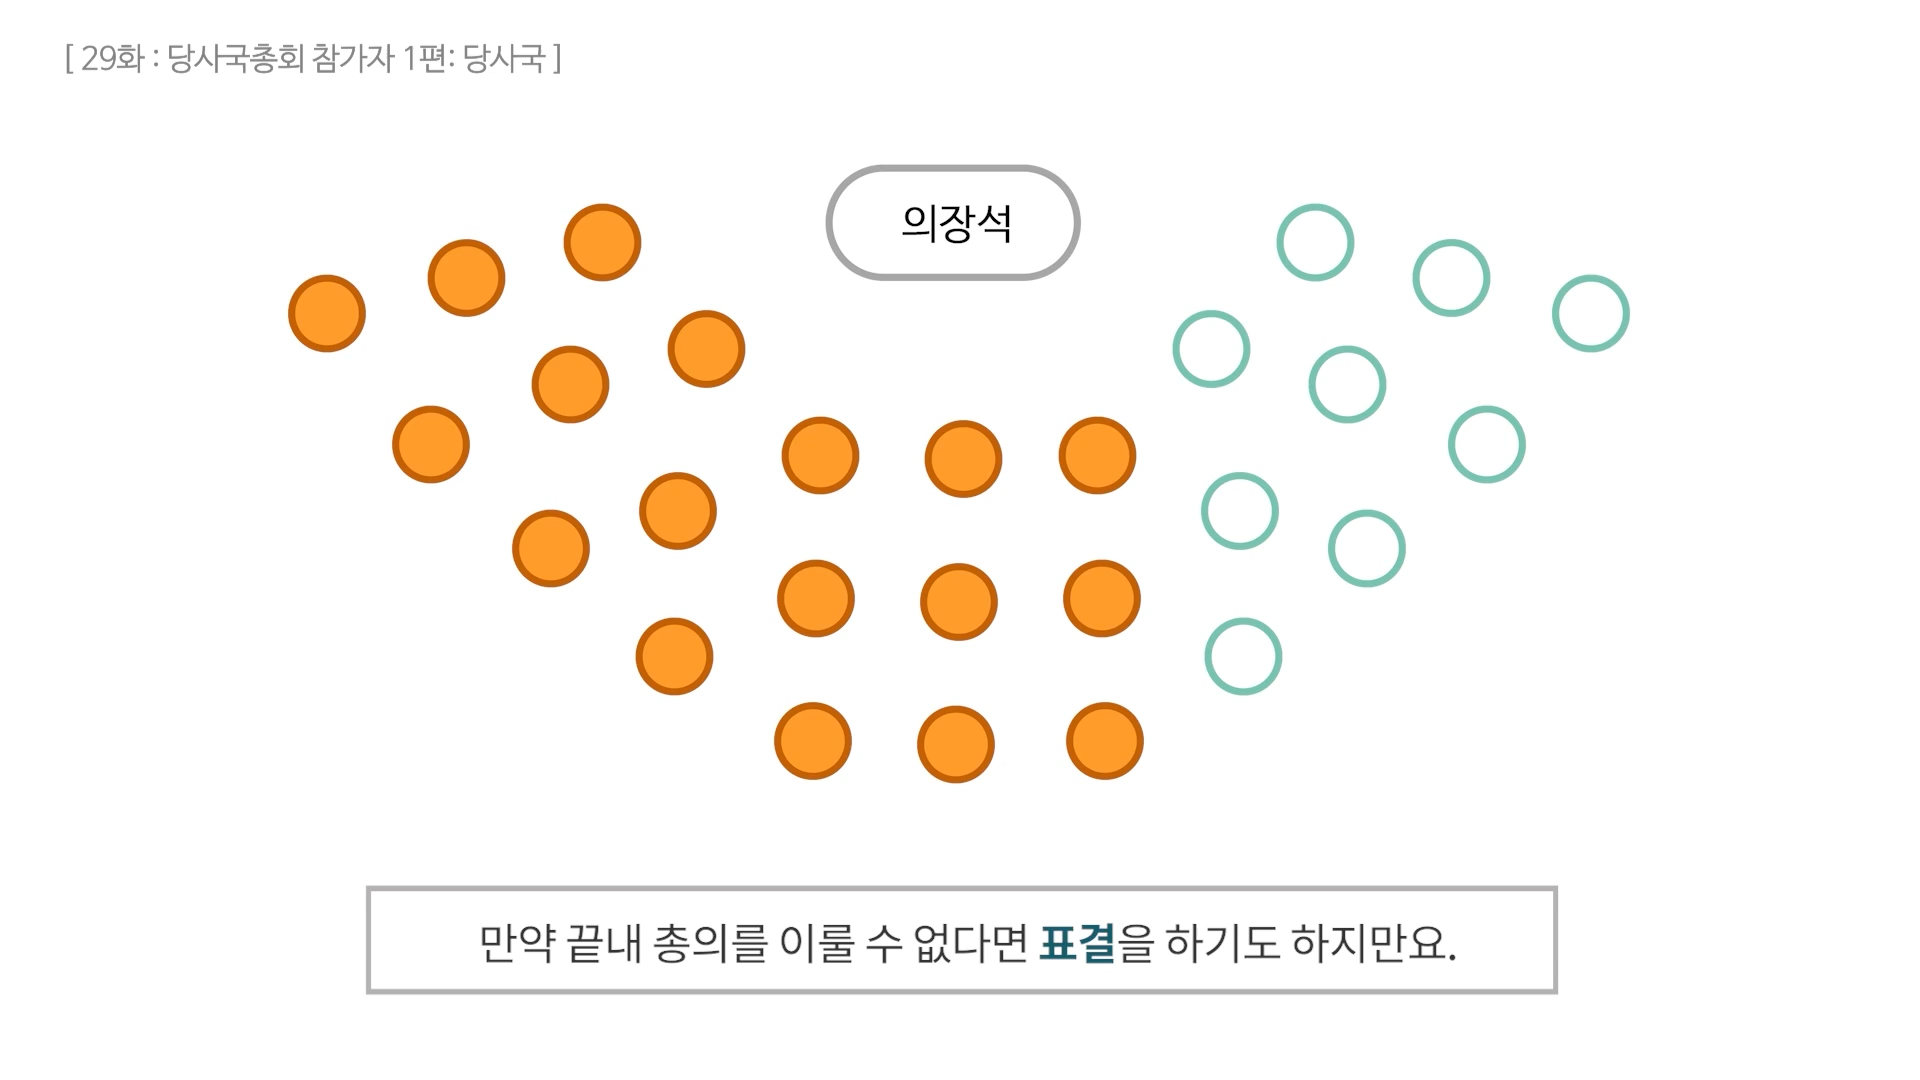 [ 29화 : 당사국총회 참가자 1편: 당사국 ]
의장석
만약 끝내 총의를 이룰 수 없다면 표결을 하기도 하지만요.